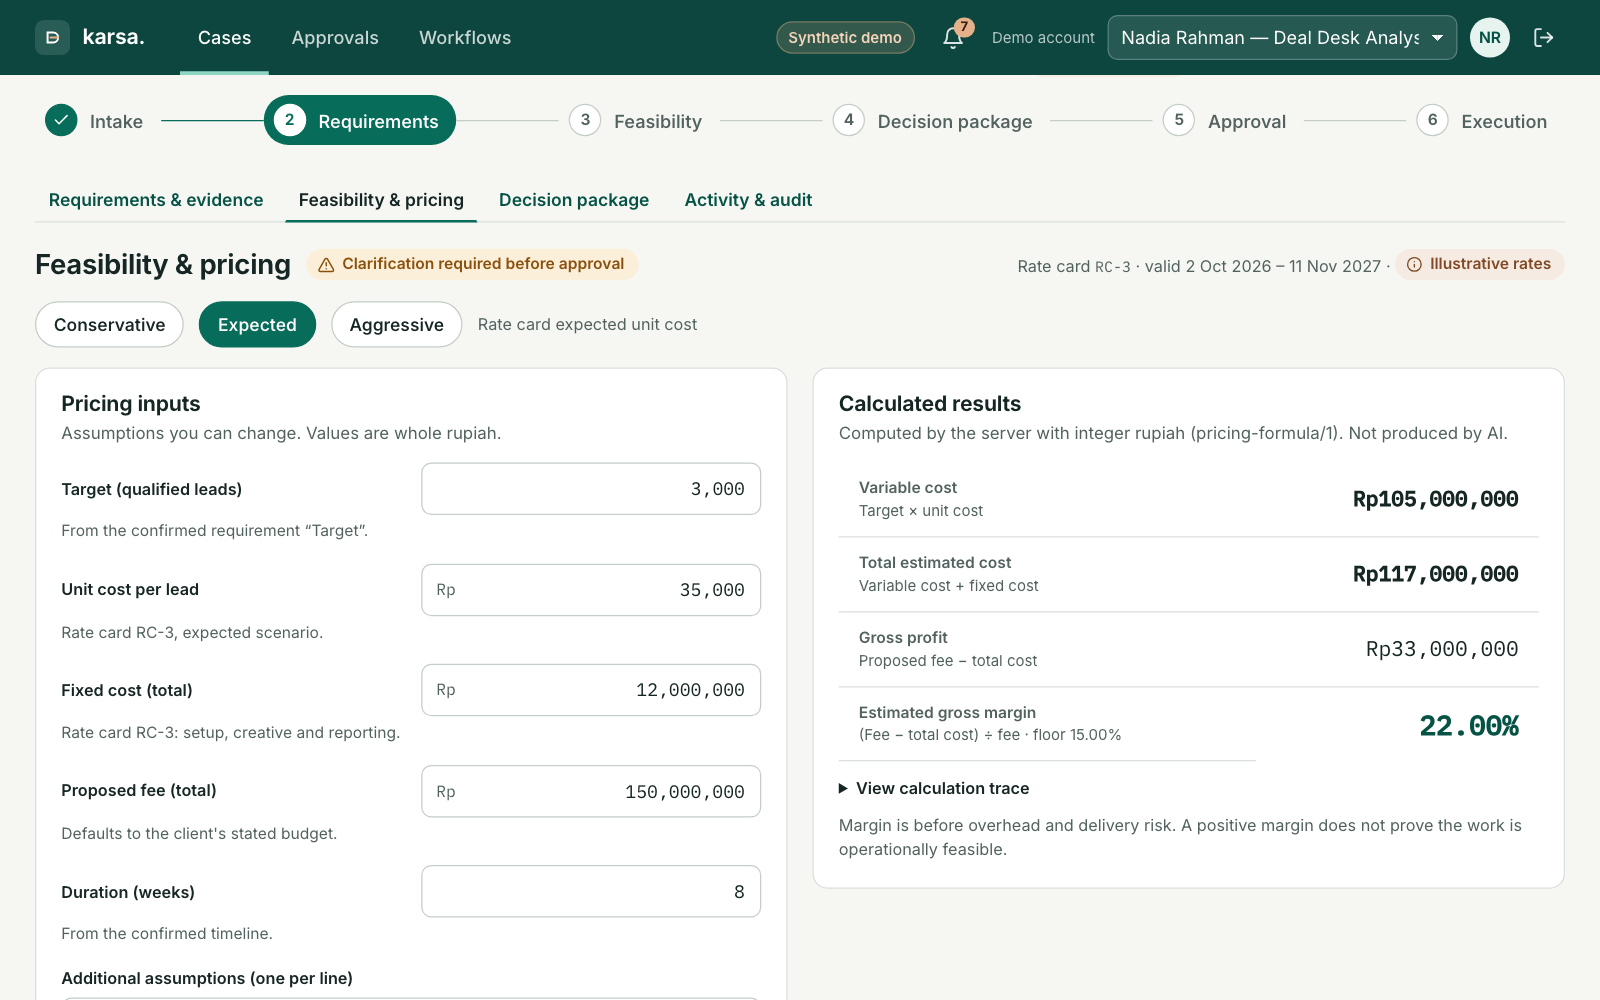 karsa.
Cases
Approvals
Workflows
Synthetic demo
7
Demo account
Nadia Rahman — Deal Desk Analys
NR
Intake
2 Requirements
3 Feasibility
4 Decision package
5 Approval
6 Execution
Requirements & evidence
Feasibility & pricing
Decision package
Activity & audit
Feasibility & pricing
Clarification required before approval
Rate card RC-3 · valid 2 Oct 2026 – 11 Nov 2027 ·
Illustrative rates
Conservative
Expected
Aggressive
Rate card expected unit cost
Pricing inputs
Assumptions you can change. Values are whole rupiah.
Target (qualified leads)
3,000
From the confirmed requirement “Target”.
Unit cost per lead
Rp 35,000
Rate card RC-3, expected scenario.
Fixed cost (total)
Rp 12,000,000
Rate card RC-3: setup, creative and reporting.
Proposed fee (total)
Rp 150,000,000
Defaults to the client's stated budget.
Duration (weeks)
8
From the confirmed timeline.
Additional assumptions (one per line)
Calculated results
Computed by the server with integer rupiah (pricing-formula/1). Not produced by AI.
Variable cost
Target × unit cost
Rp105,000,000
Total estimated cost
Variable cost + fixed cost
Rp117,000,000
Gross profit
Proposed fee − total cost
Rp33,000,000
Estimated gross margin
(Fee − total cost) ÷ fee · floor 15.00%
22.00%
View calculation trace
Margin is before overhead and delivery risk. A positive margin does not prove the work is
operationally feasible.